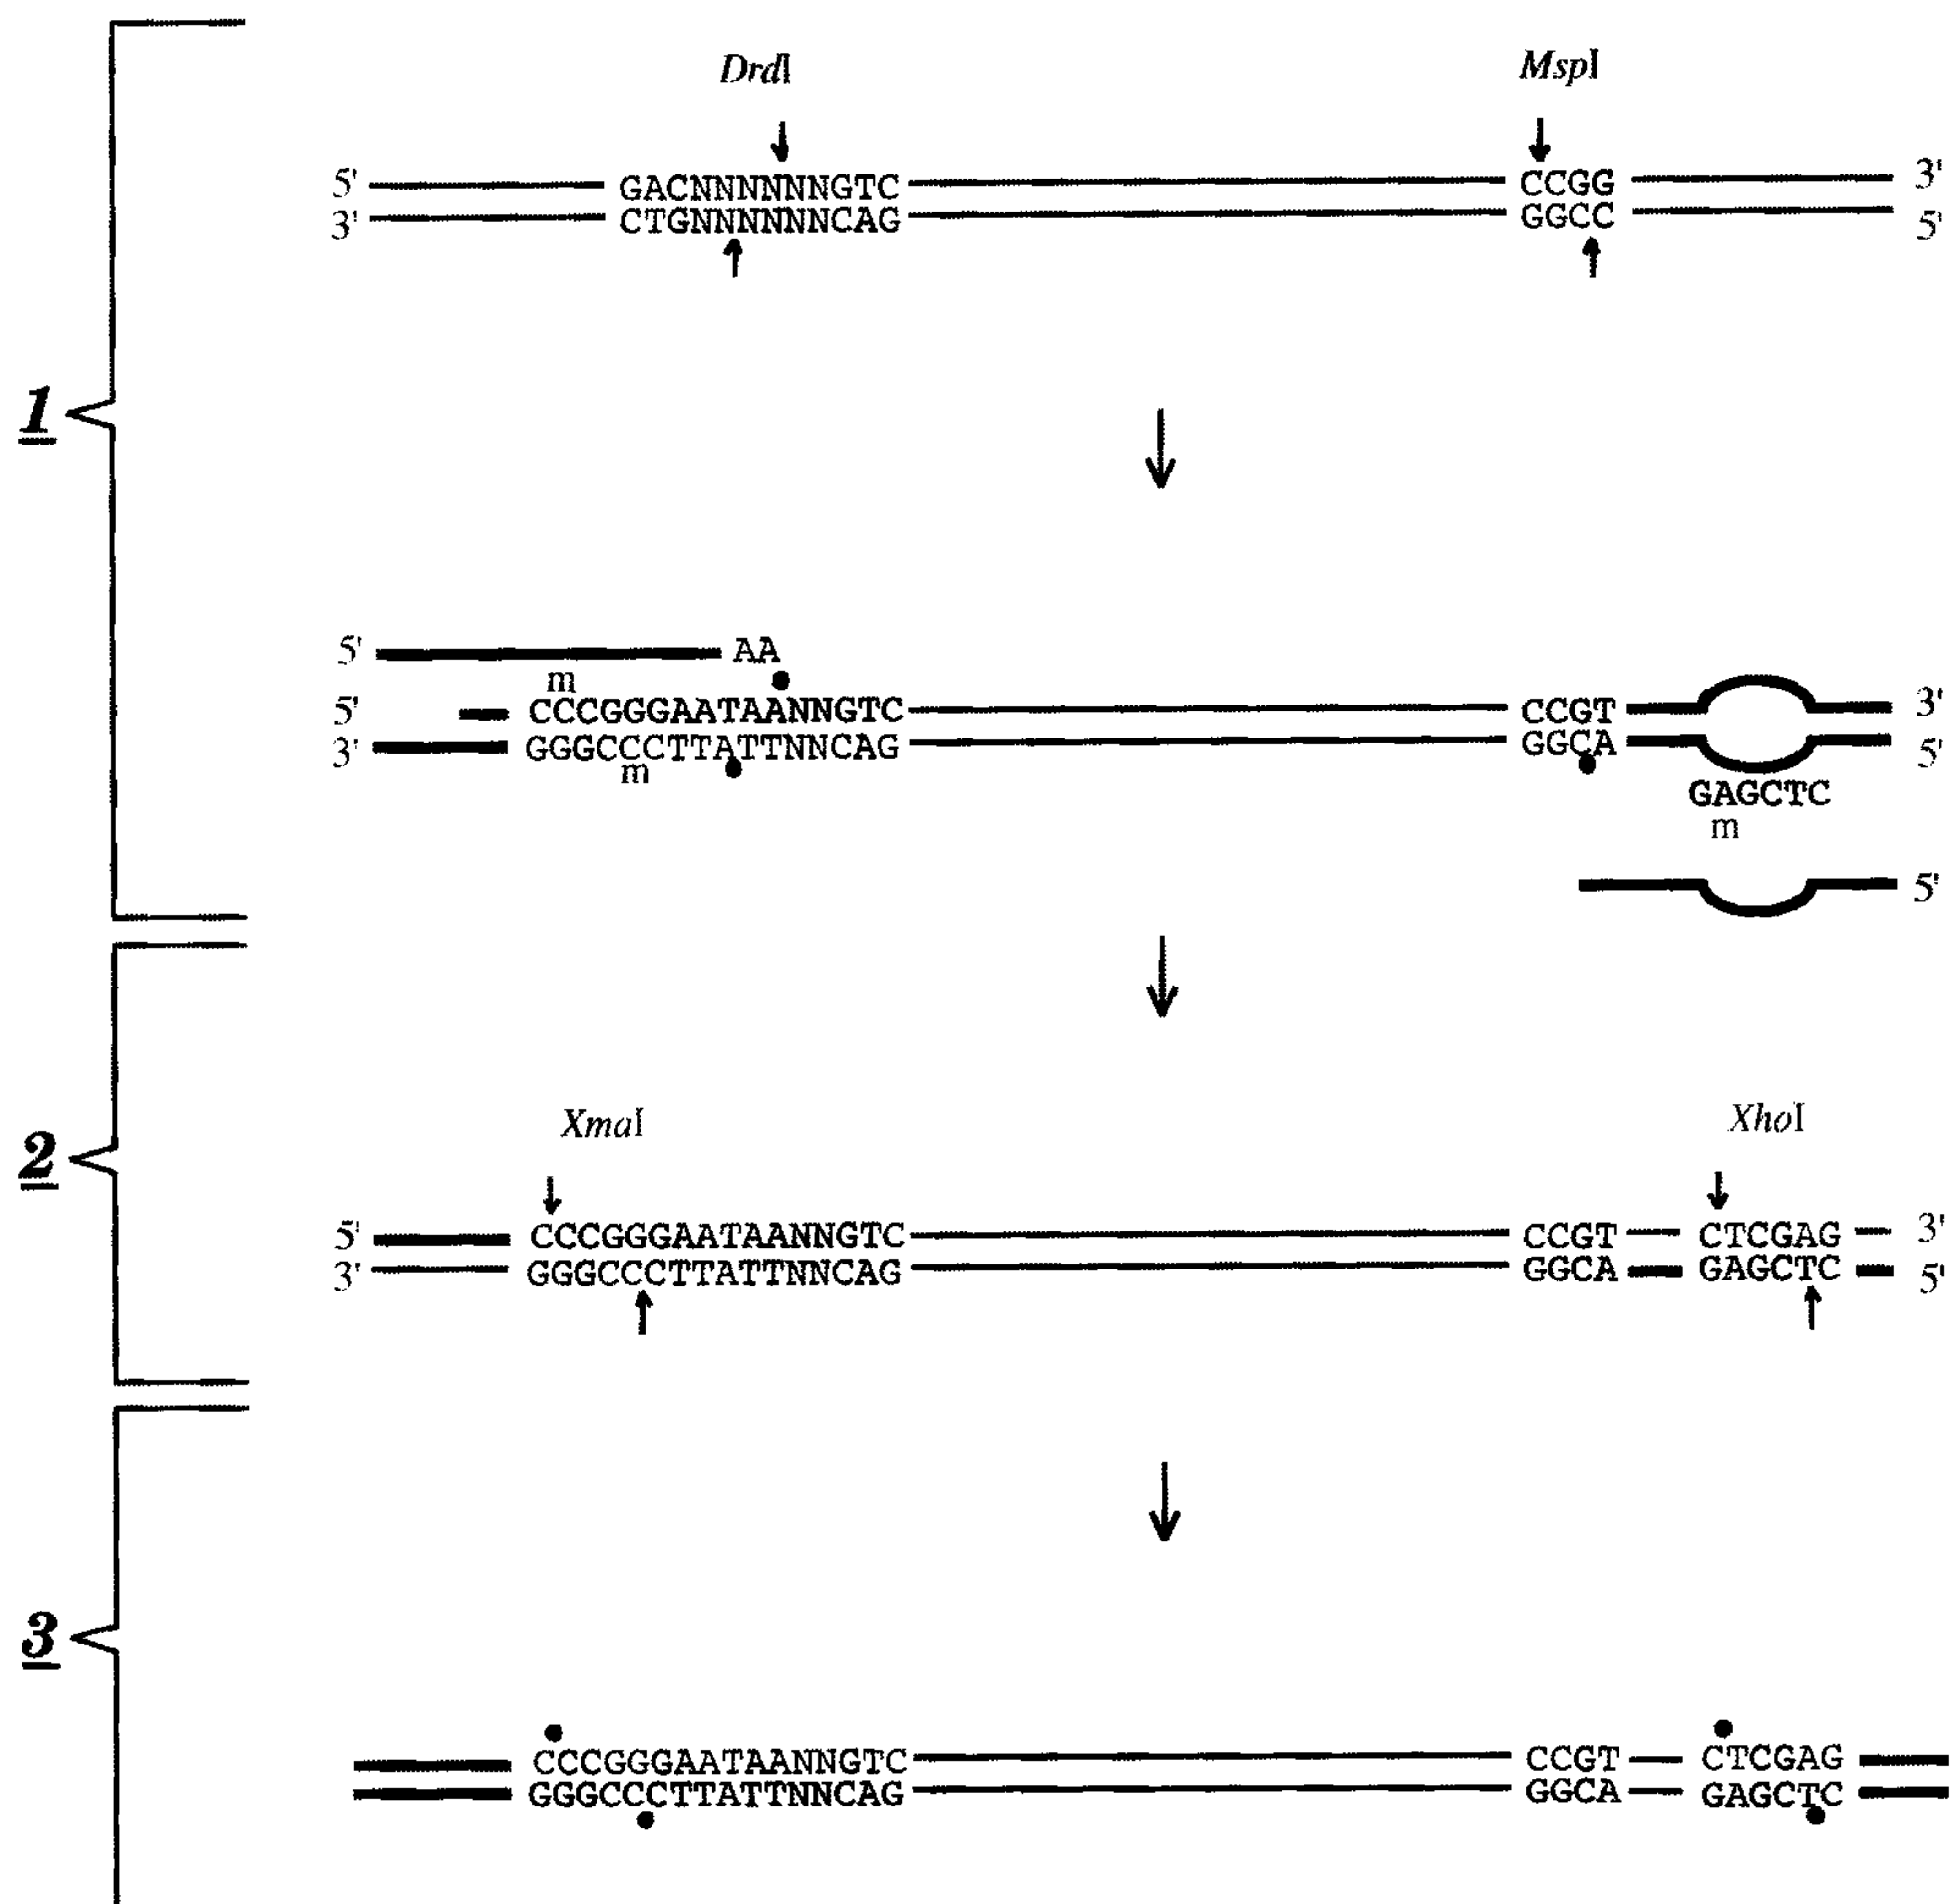 DrdI MspI
5' GACNNNNNNGTC CCGG 3'
3' CTGNNNNNNCAG GGCC 5'
1
5' AA
m
5' CCCGGGAATAANNGTC CCGT 3'
3' GGGCCCTTATTNNCAG GGCA 5'
m
GAGCTC
m
5'
XmaI XhoI
2
5' CCCGGGAATAANNGTC CCGT CTCGAG 3'
3' GGGCCCTTATTNNCAG GGCA GAGCTC 5'
3
CCCGGGAATAANNGTC CCGT CTCGAG
GGGCCCTTATTNNCAG GGCA GAGCTC